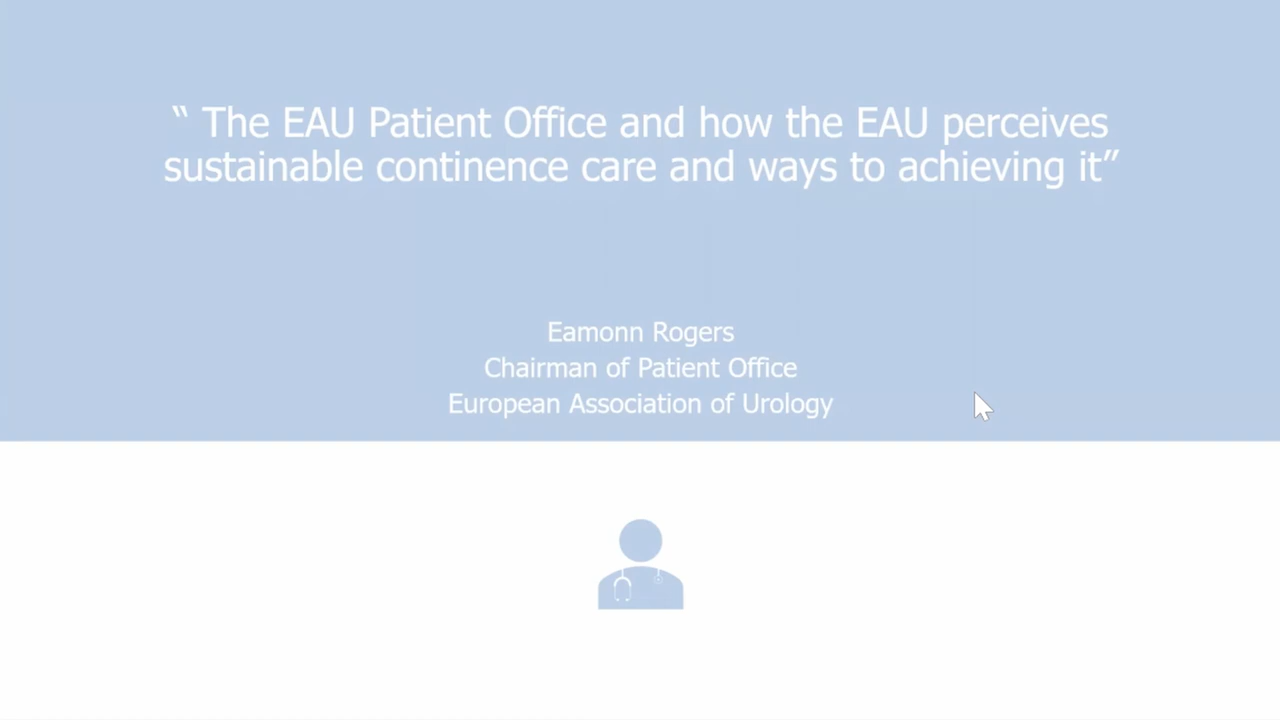 “ The EAU Patient Office and how the EAU perceives
sustainable continence care and ways to achieving it”
Eamonn Rogers
Chairman of Patient Office
European Association of Urology